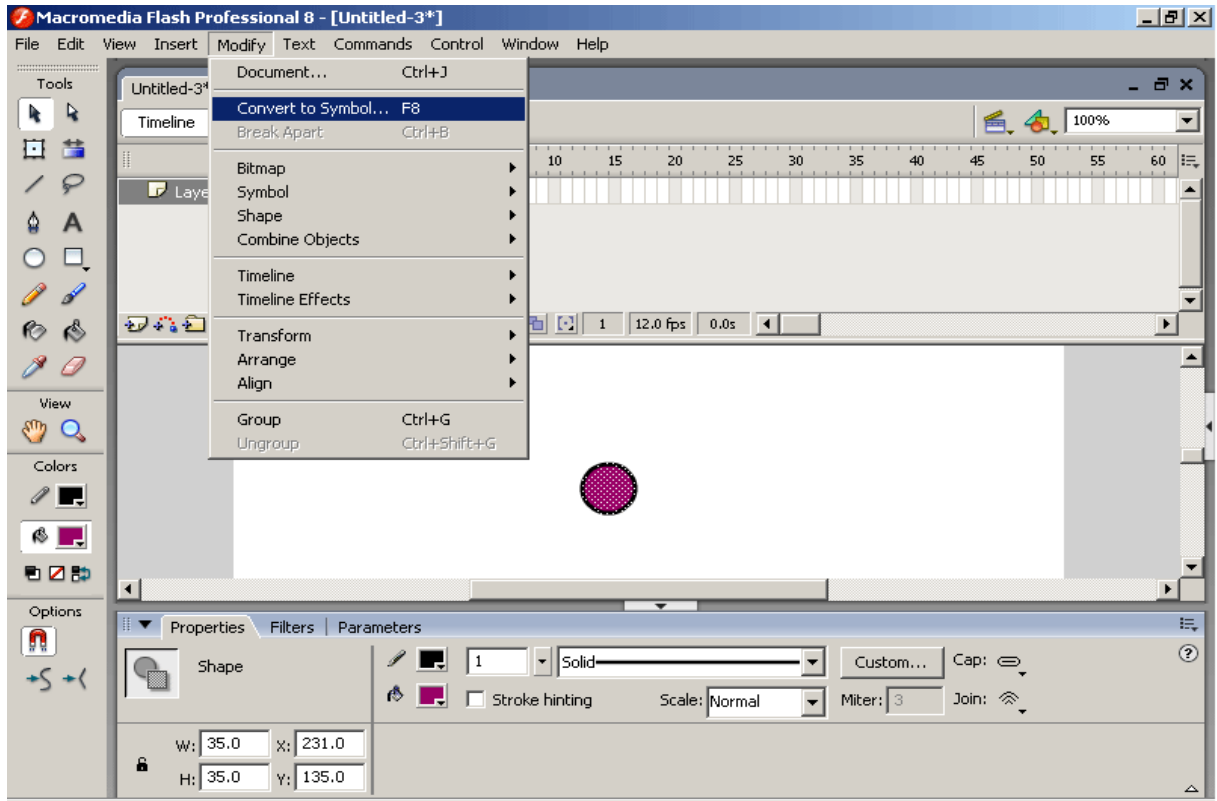 Macromedia Flash Professional 8 - [Untitled-3*]
File Edit View Insert Modify Text Commands Control Window Help
Tools
Untitled-3*
Document... Ctrl+J
Convert to Symbol... F8
Break Apart Ctrl+B
Bitmap
Symbol
Shape
Combine Objects
Timeline
Timeline Effects
Transform
Arrange
Align
Group Ctrl+G
Ungroup Ctrl+Shift+G
Timeline
100%
10 15 20 25 30 35 40 45 50 55 60
Laye
1 12.0 fps 0.0s
View
Colors
Options
Properties Filters Parameters
Shape
1 Solid Custom... Cap:
Stroke hinting Scale: Normal Miter: 3 Join:
W: 35.0 X: 231.0
H: 35.0 Y: 135.0